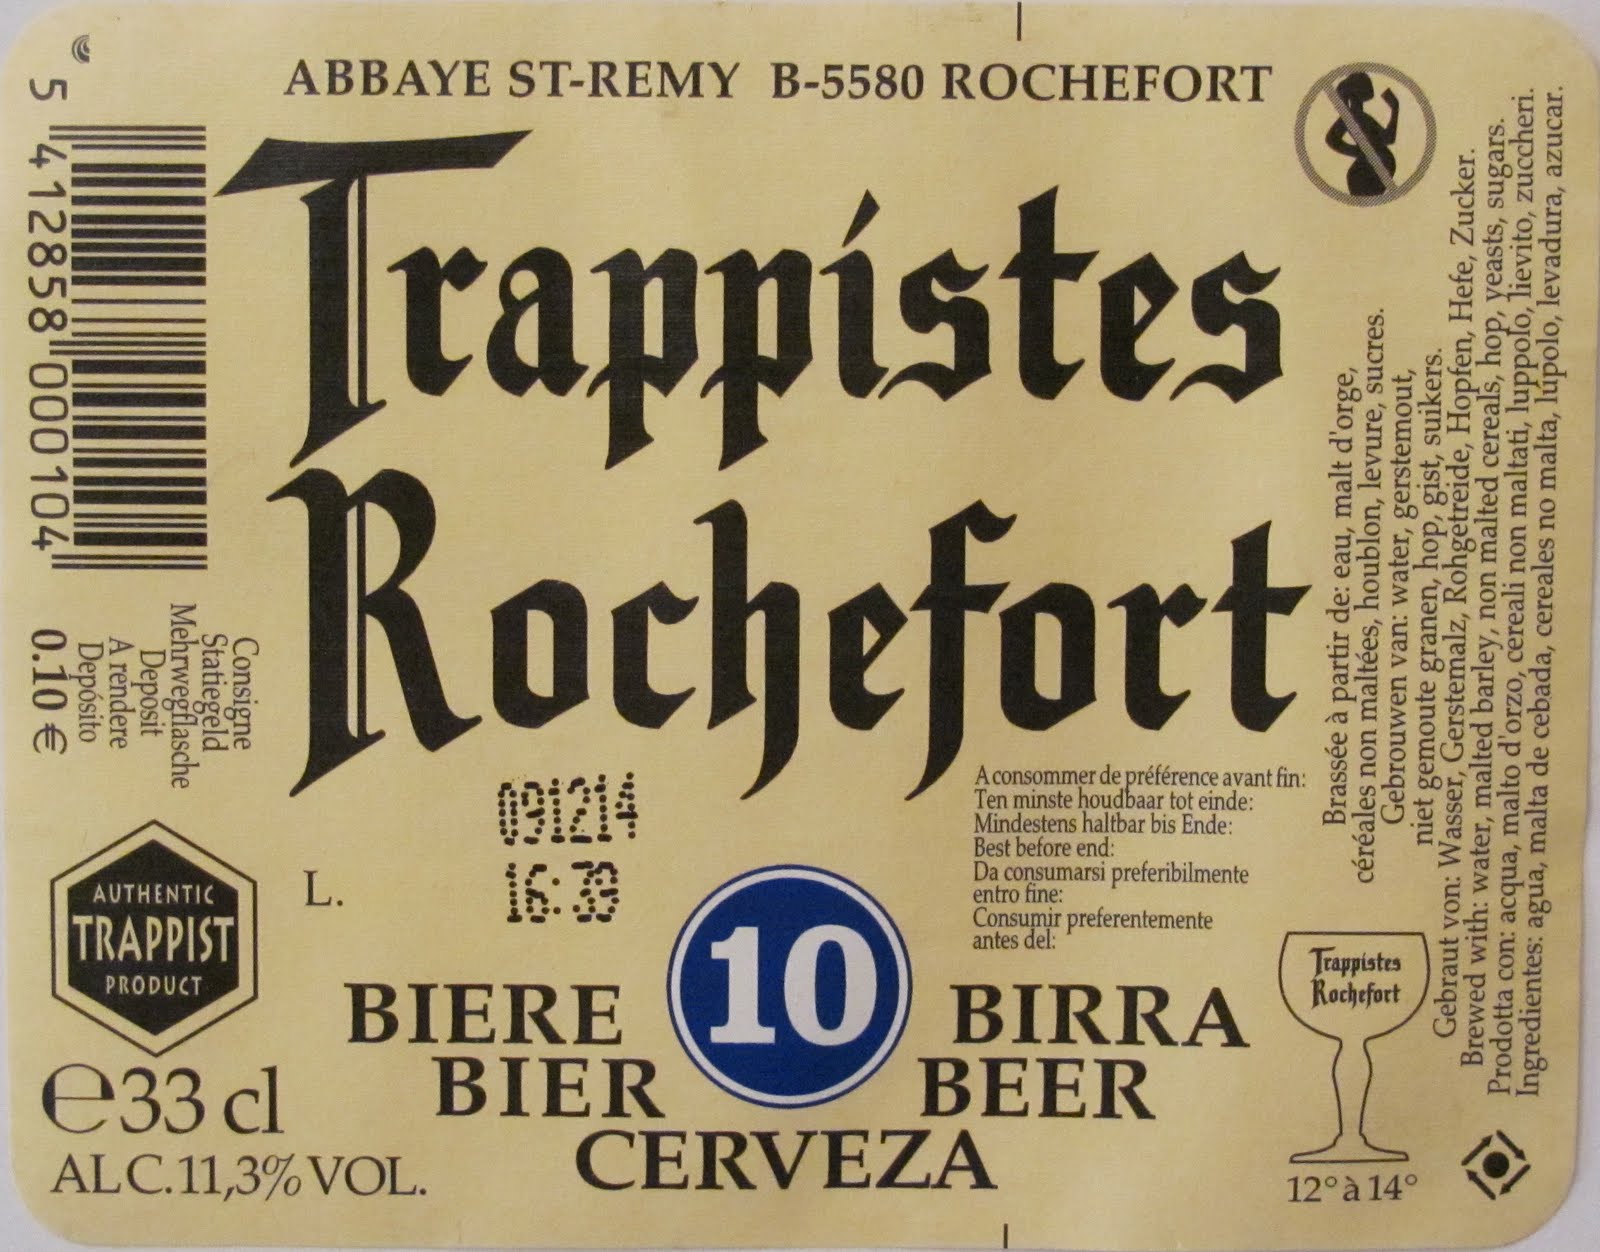 ABBAYE ST-REMY B-5580 ROCHEFORT
Trappistes
Rochefort
5 412858 000104
Consigne
Statiegeld
Mehrwegflasche
Deposit
A rendere
Depósito
0.10 €
AUTHENTIC
TRAPPIST
PRODUCT
e 33 cl
ALC. 11,3% VOL.
L.
031214
16:38
A consommer de préférence avant fin:
Ten minste houdbaar tot einde:
Mindestens haltbar bis Ende:
Best before end:
Da consumarsi preferibilmente
entro fine:
Consumir preferentemente
antes del:
10
BIERE BIRRA
BIER BEER
CERVEZA
Brassée à partir de: eau, malt d'orge,
céréales non maltées, houblon, levure, sucres.
Gebrouwen van: water, gerstemout,
niet gemoute granen, hop, gist, suikers.
Gebraut von: Wasser, Gerstemalz, Rohgetreide, Hopfen, Hefe, Zucker.
Brewed with: water, malted barley, non malted cereals, hop, yeasts, sugars.
Prodotta con: acqua, malto d'orzo, cereali non maltati, luppolo, lievito, zuccheri.
Ingredientes: agua, malta de cebada, cereales no malta, lúpolo, levadura, azucar.
Trappistes
Rochefort
12° à 14°